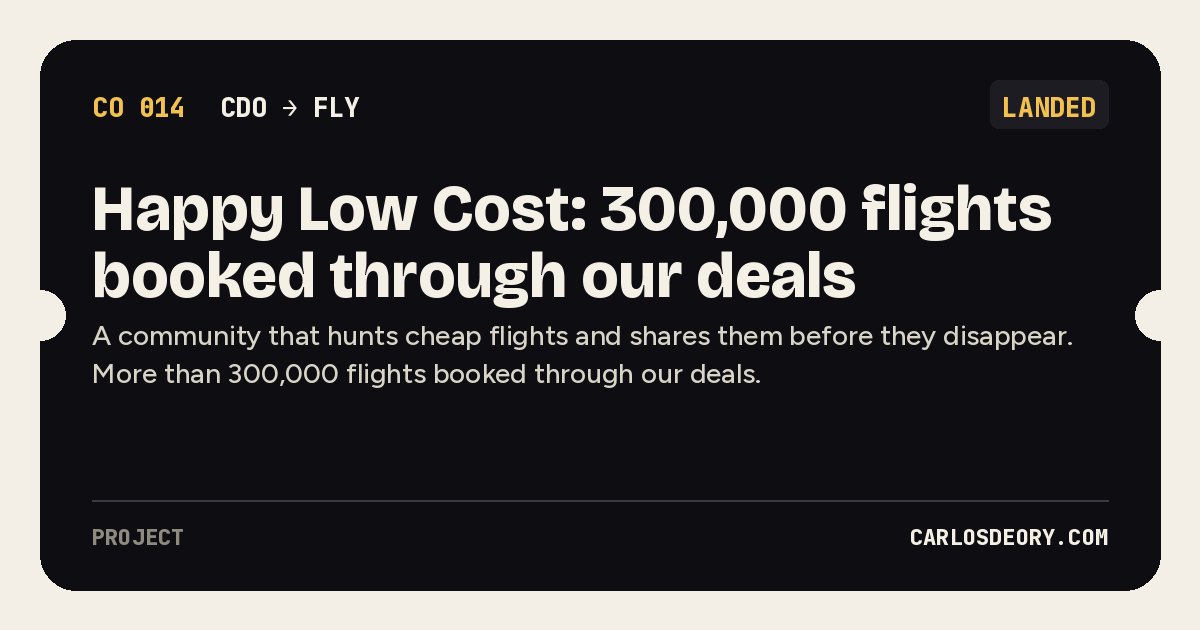 CO 014 CDO → FLY
LANDED
Happy Low Cost: 300,000 flights
booked through our deals
A community that hunts cheap flights and shares them before they disappear.
More than 300,000 flights booked through our deals.
PROJECT
CARLOSDEORY.COM